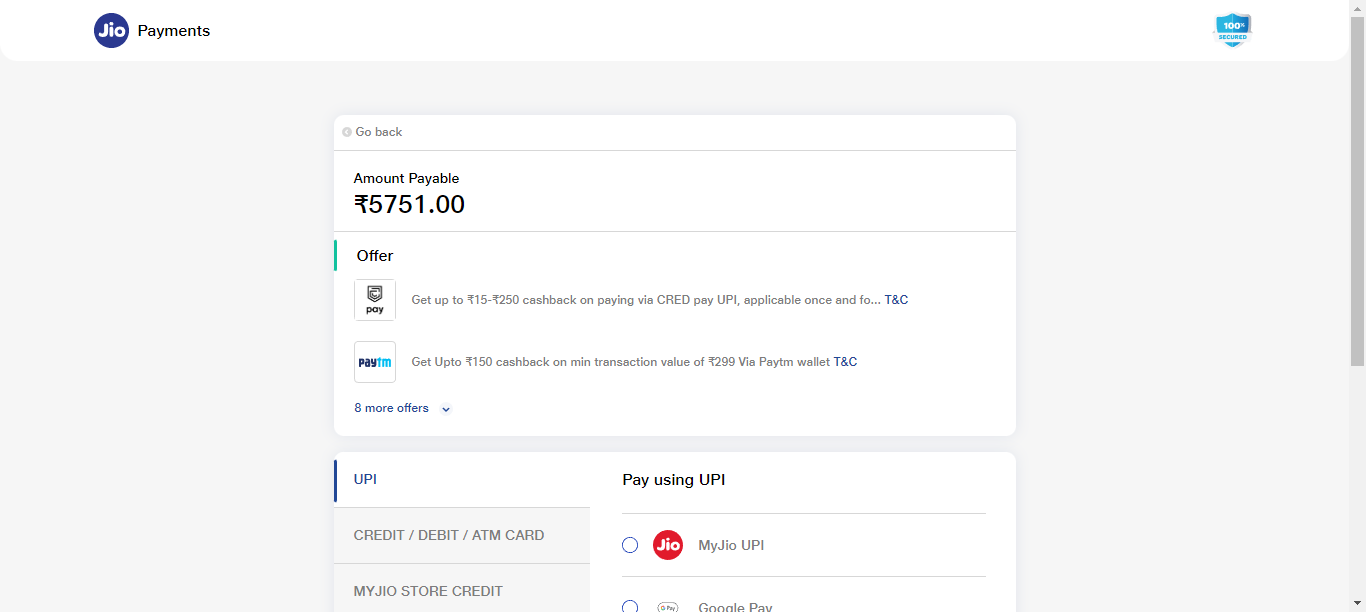 Jio Payments
100%
SECURED
Go back
Amount Payable
₹5751.00
Offer
pay
Get up to ₹15-₹250 cashback on paying via CRED pay UPI, applicable once and fo... T&C
paytm
Get Upto ₹150 cashback on min transaction value of ₹299 Via Paytm wallet T&C
8 more offers
UPI
CREDIT / DEBIT / ATM CARD
MYJIO STORE CREDIT
Pay using UPI
Jio MyJio UPI
G Pay Google Pay